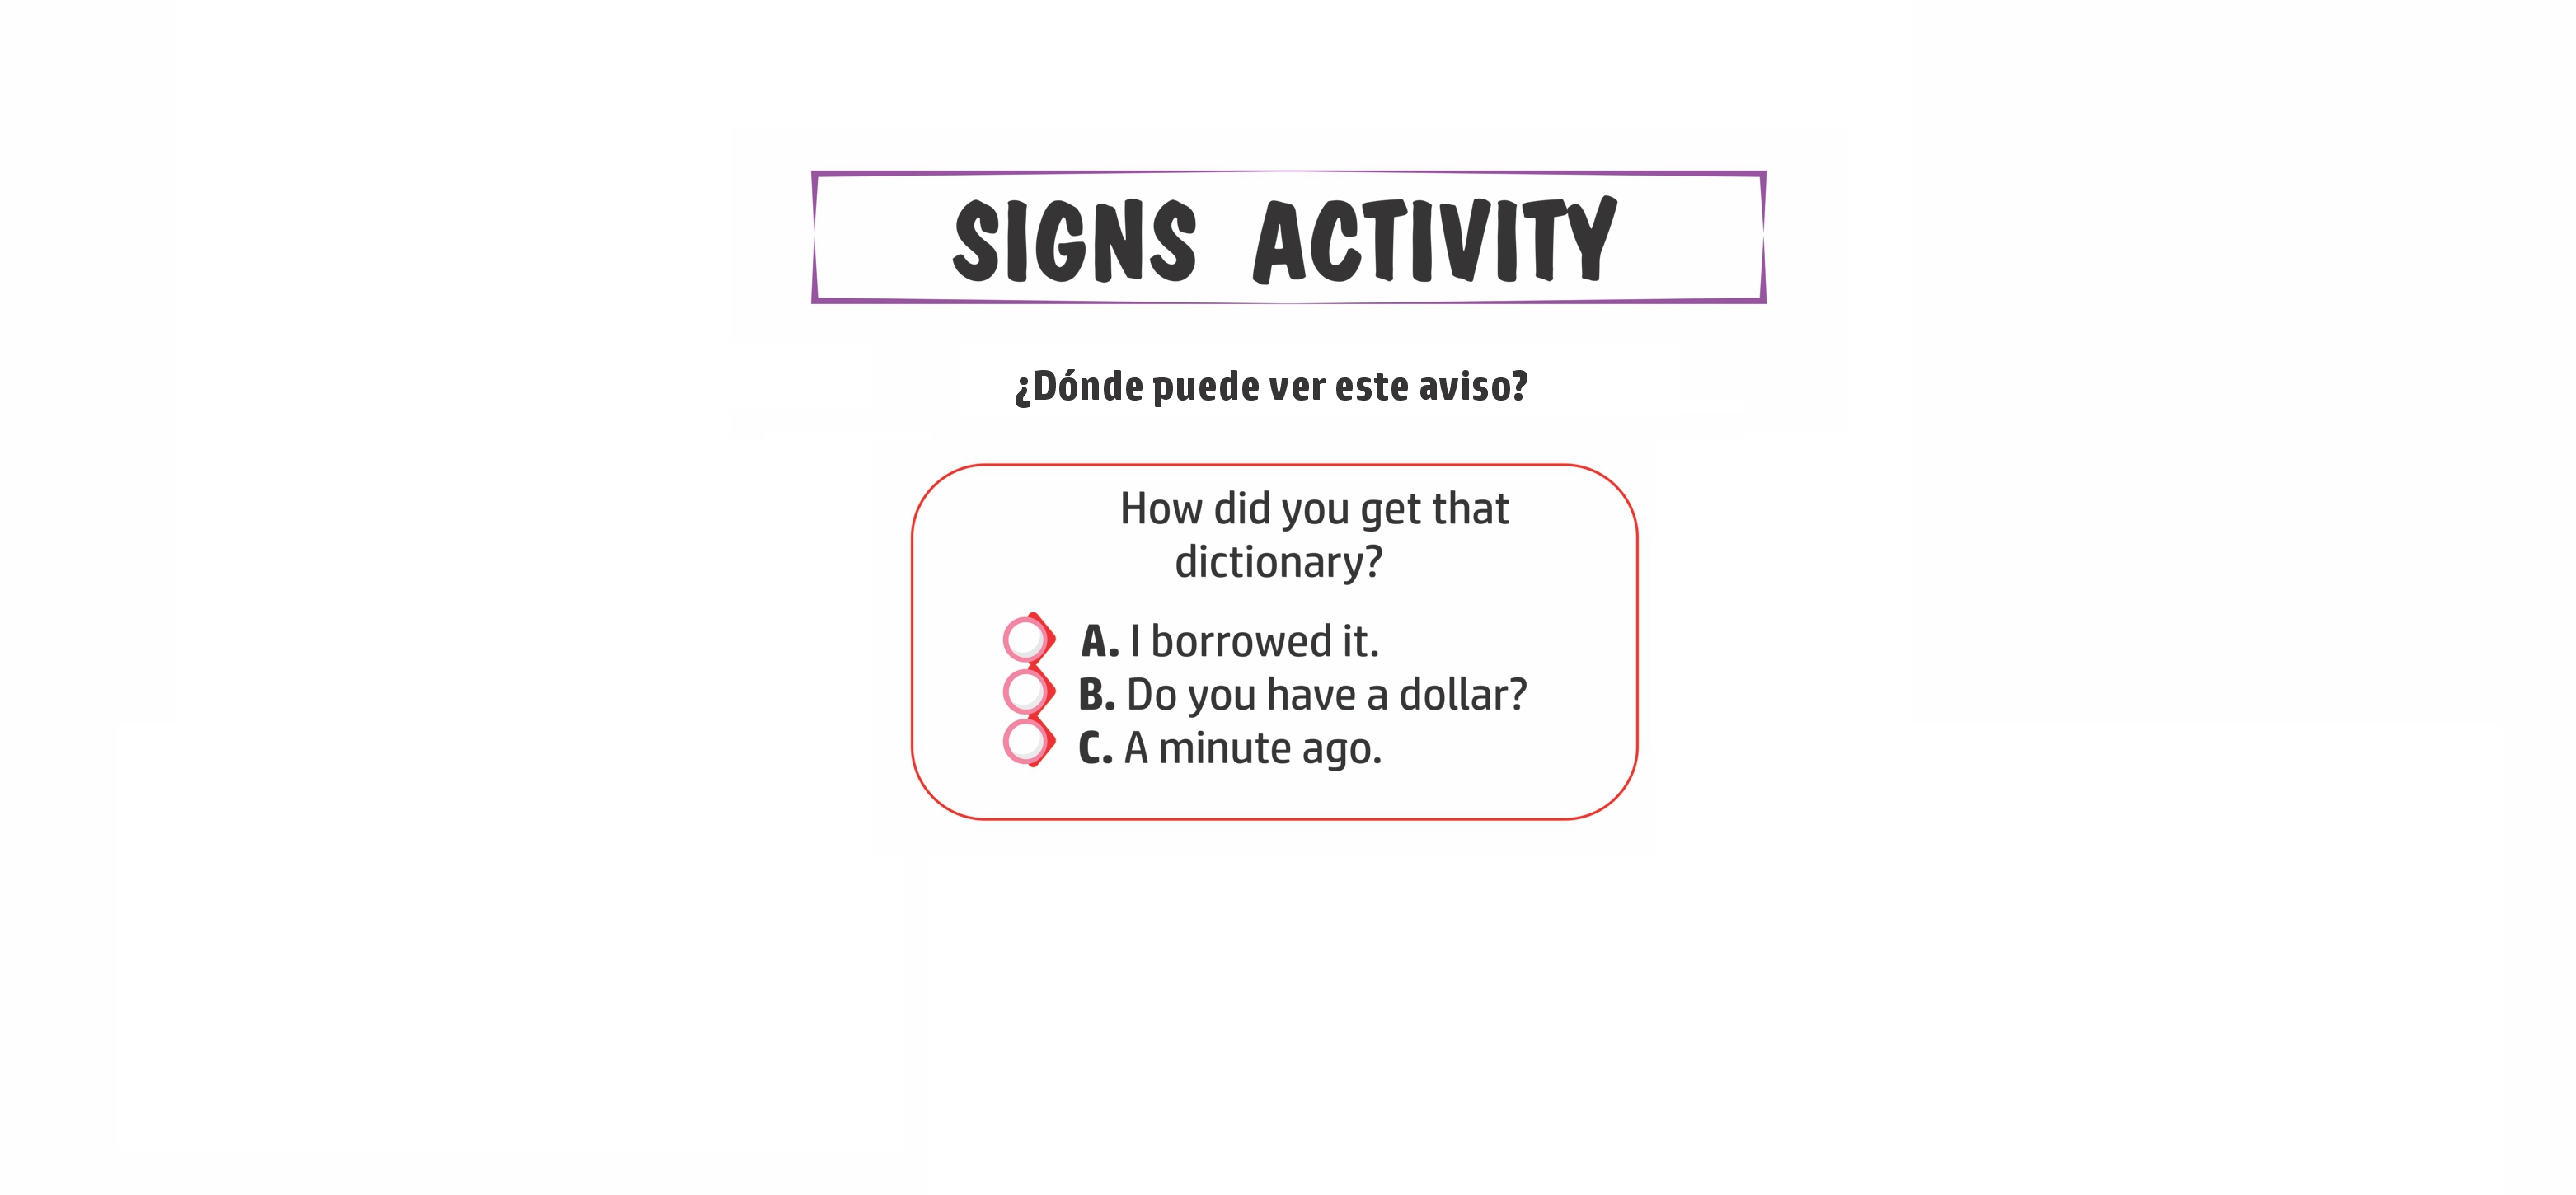 SIGNS ACTIVITY
¿Dónde puede ver este aviso?
How did you get that
dictionary?
A. I borrowed it.
B. Do you have a dollar?
C. A minute ago.